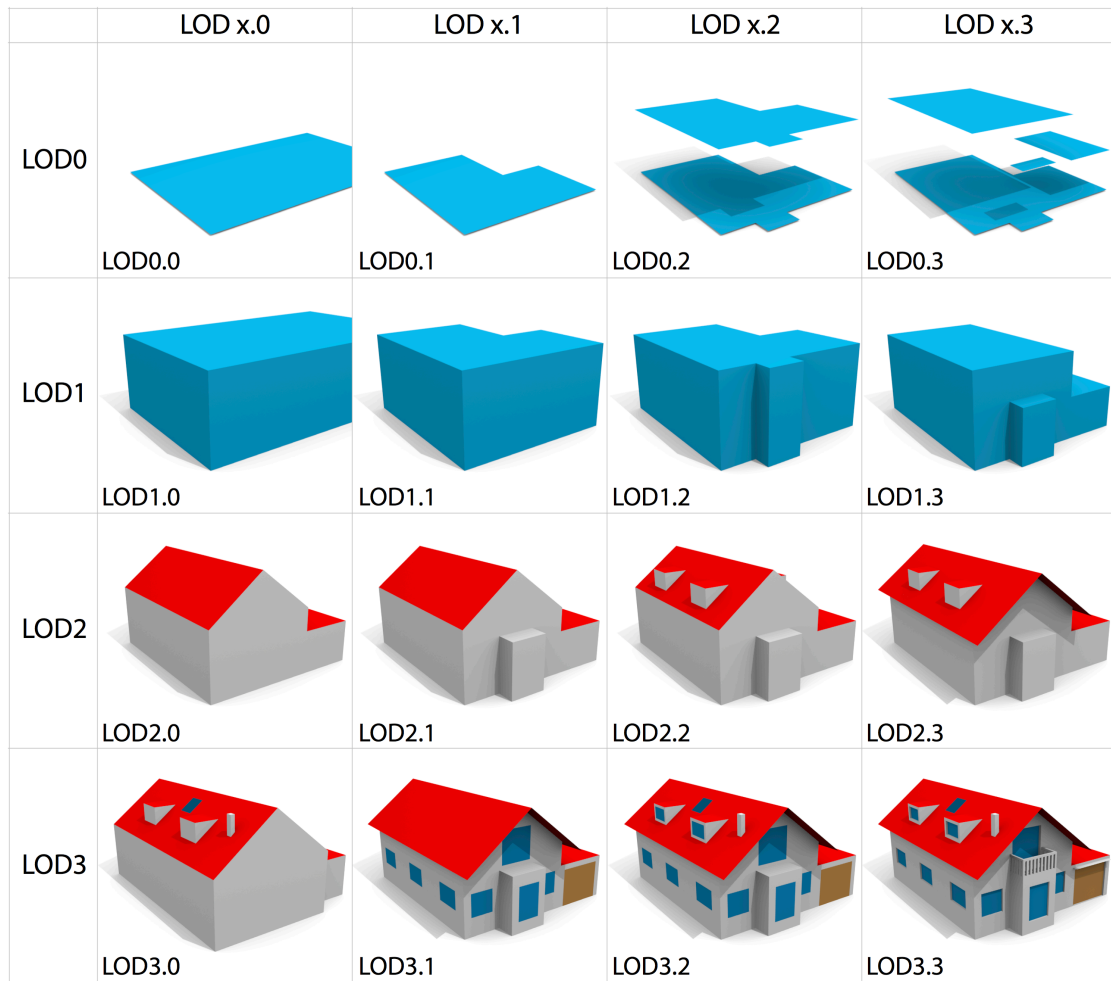 LOD x.0 LOD x.1 LOD x.2 LOD x.3
LOD0
LOD0.0 LOD0.1 LOD0.2 LOD0.3
LOD1
LOD1.0 LOD1.1 LOD1.2 LOD1.3
LOD2
LOD2.0 LOD2.1 LOD2.2 LOD2.3
LOD3
LOD3.0 LOD3.1 LOD3.2 LOD3.3